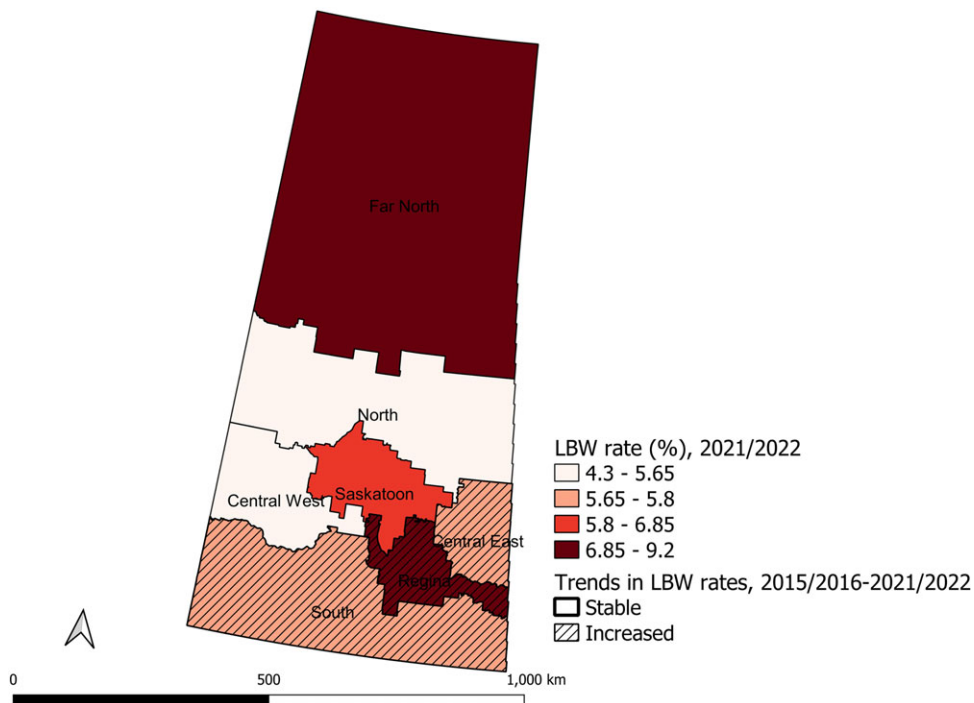 Far North
North
Central West
Saskatoon
Central East
Regina
South
LBW rate (%), 2021/2022
4.3 - 5.65
5.65 - 5.8
5.8 - 6.85
6.85 - 9.2
Trends in LBW rates, 2015/2016-2021/2022
Stable
Increased
0 500 1,000 km